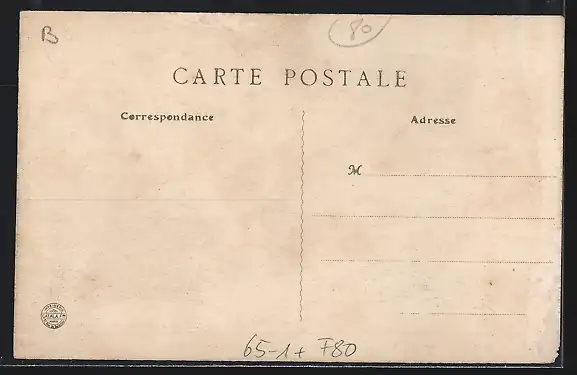 B
80
CARTE POSTALE
Correspondance
Adresse
M
65-1+ F80